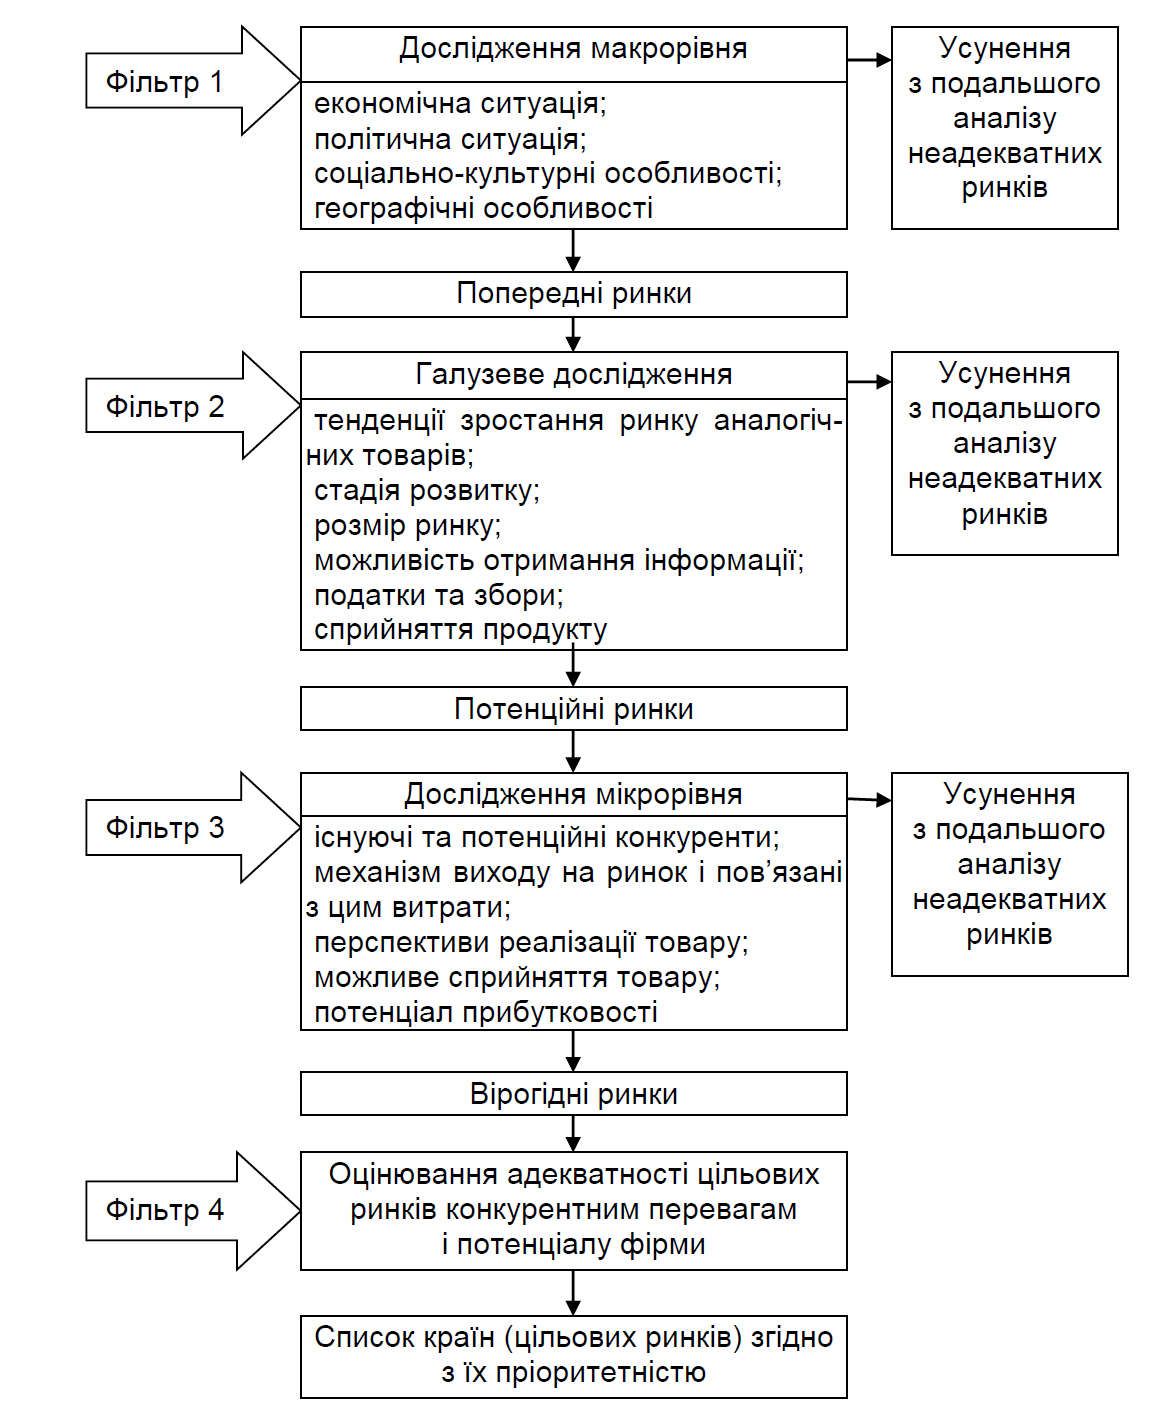 Фільтр 1
Дослідження макрорівня
економічна ситуація;
політична ситуація;
соціально-культурні особливості;
географічні особливості
Усунення
з подальшого
аналізу
неадекватних
ринків
Попередні ринки
Фільтр 2
Галузеве дослідження
тенденції зростання ринку аналогіч-
них товарів;
стадія розвитку;
розмір ринку;
можливість отримання інформації;
податки та збори;
сприйняття продукту
Усунення
з подальшого
аналізу
неадекватних
ринків
Потенційні ринки
Фільтр 3
Дослідження мікрорівня
існуючі та потенційні конкуренти;
механізм виходу на ринок і пов’язані
з цим витрати;
перспективи реалізації товару;
можливе сприйняття товару;
потенціал прибутковості
Усунення
з подальшого
аналізу
неадекватних
ринків
Вірогідні ринки
Фільтр 4
Оцінювання адекватності цільових
ринків конкурентним перевагам
і потенціалу фірми
Список країн (цільових ринків) згідно
з їх пріоритетністю